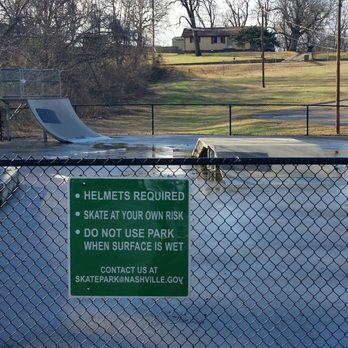 • HELMETS REQUIRED
• SKATE AT YOUR OWN RISK
• DO NOT USE PARK
WHEN SURFACE IS WET
CONTACT US AT
SKATEPARK@NASHVILLE.GOV